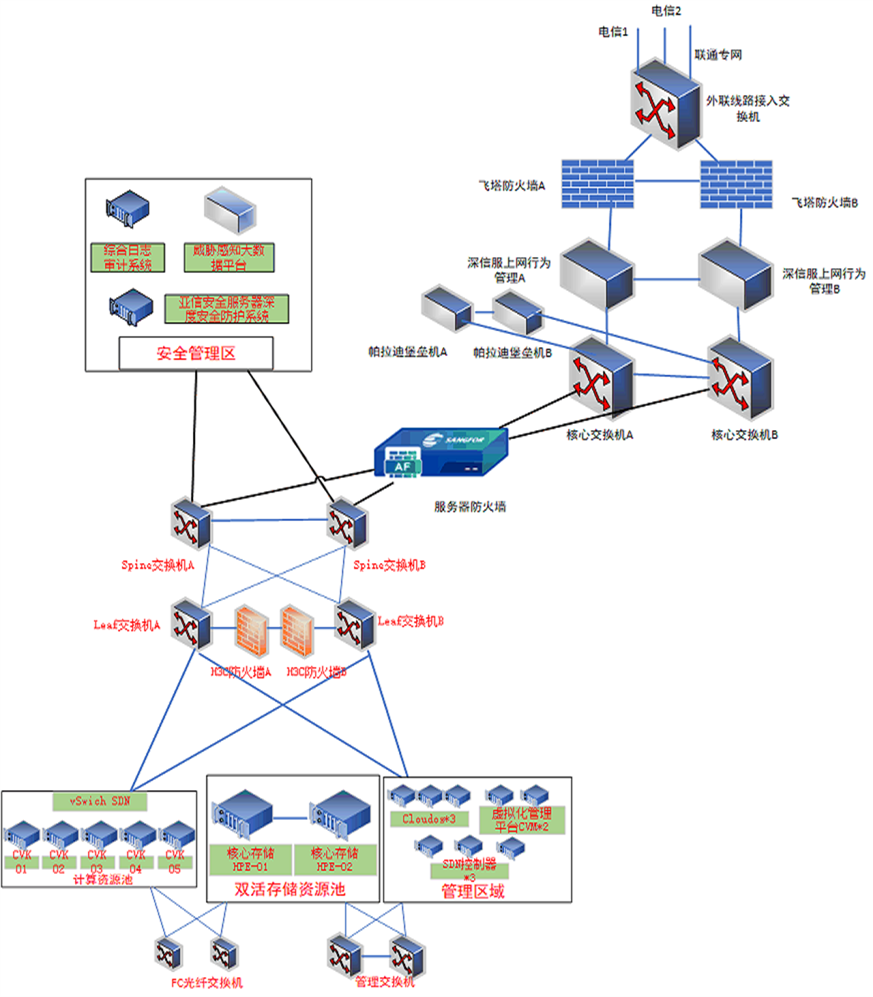 电信2
电信1
联通专网
外联线路接入交
换机
飞塔防火墙A
飞塔防火墙B
深信服上网行为
管理A
深信服上网行为
管理B
帕拉迪堡垒机A
帕拉迪堡垒机B
核心交换机A
核心交换机B
综合日志
审计系统
威胁感知大数
据平台
亚信安全服务器深
度安全防护系统
安全管理区
SANGFOR
AF
服务器防火墙
Spine交换机A
Spine交换机B
Leaf交换机A
Leaf交换机B
H3C防火墙A
H3C防火墙B
vSwich SDN
CVK
01
CVK
02
CVK
03
CVK
04
CVK
05
计算资源池
核心存储
HPE-01
核心存储
HPE-02
双活存储资源池
Cloudos*3
虚拟化管理
平台CVM*2
SDN控制器
*3
管理区域
FC光纤交换机
管理交换机